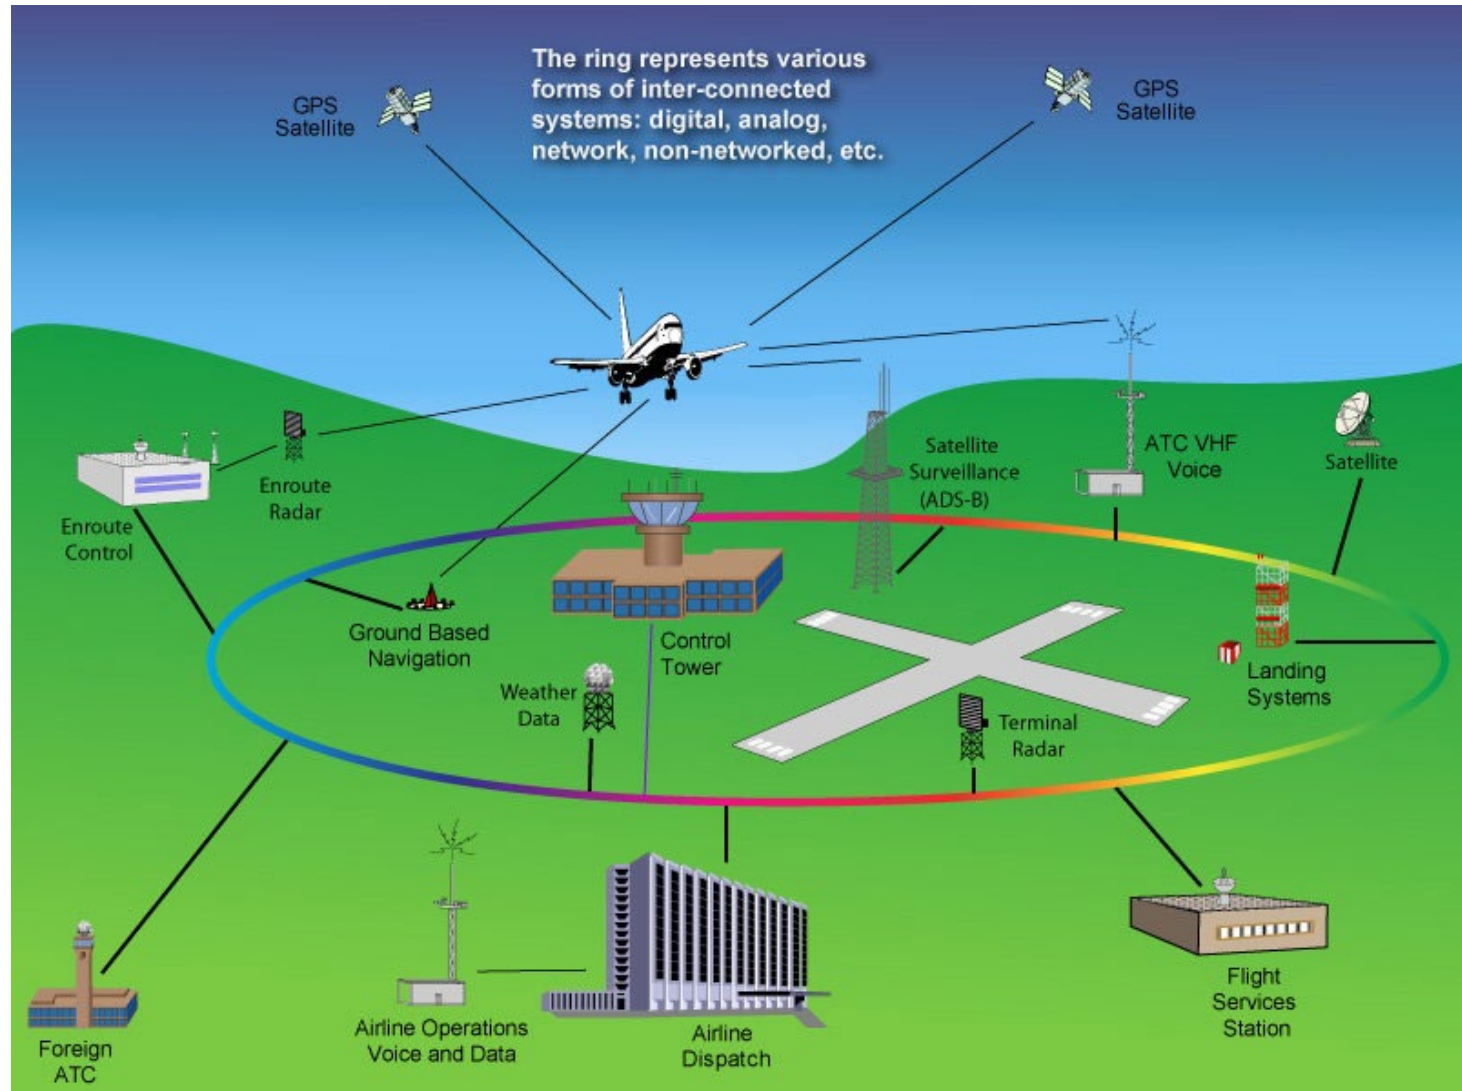 The ring represents various
forms of inter-connected
systems: digital, analog,
network, non-networked, etc.
GPS
Satellite
GPS
Satellite
Enroute
Radar
Enroute
Control
Satellite
Surveillance
(ADS-B)
ATC VHF
Voice
Satellite
Ground Based
Navigation
Control
Tower
Weather
Data
Terminal
Radar
Landing
Systems
Foreign
ATC
Airline Operations
Voice and Data
Airline
Dispatch
Flight
Services
Station